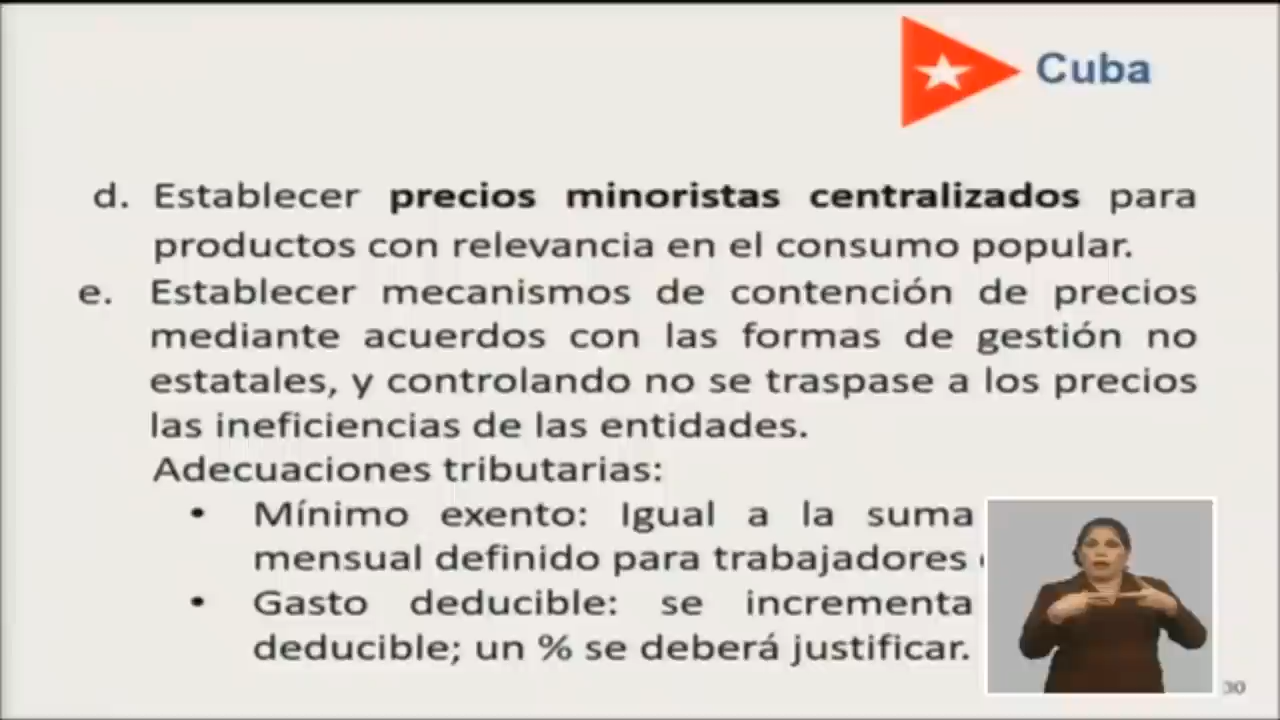 Cuba
d. Establecer precios minoristas centralizados para
productos con relevancia en el consumo popular.
e. Establecer mecanismos de contención de precios
mediante acuerdos con las formas de gestión no
estatales, y controlando no se traspase a los precios
las ineficiencias de las entidades.
Adecuaciones tributarias:
• Mínimo exento: Igual a la suma
mensual definido para trabajadores
• Gasto deducible: se incrementa
deducible; un % se deberá justificar.
30